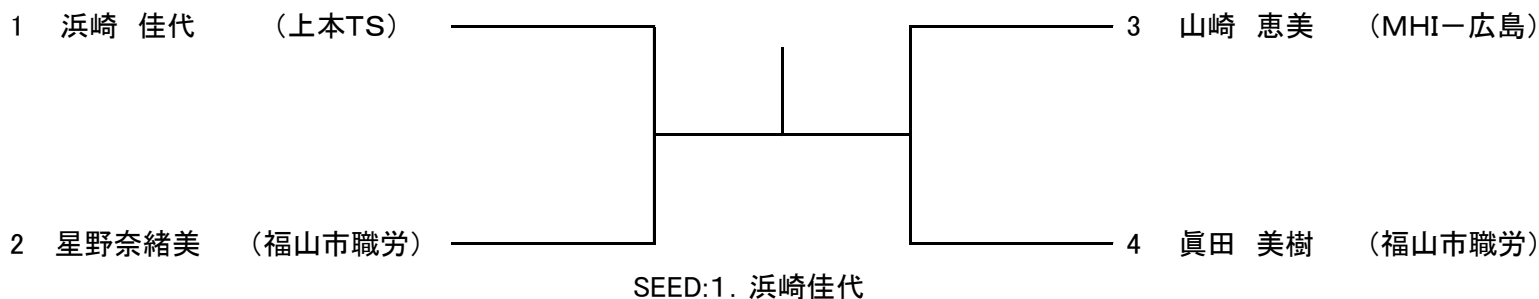 1 浜崎 佳代 （上本TS） 3 山崎 恵美 （MHI－広島）
2 星野奈緒美 （福山市職労） 4 眞田 美樹 （福山市職労）
SEED:1．浜崎佳代